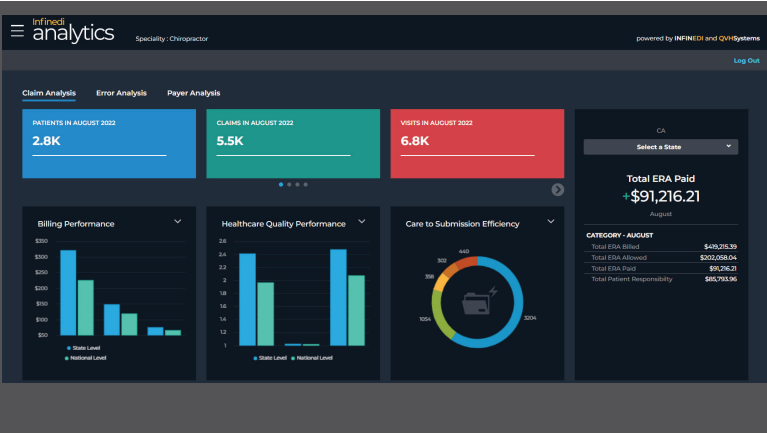 Infinedi
analytics
Speciality : Chiropractor
powered by INFINEDI and QVHSystems
Log Out
Claim Analysis Error Analysis Payer Analysis
PATIENTS IN AUGUST 2022
2.8K
CLAIMS IN AUGUST 2022
5.5K
VISITS IN AUGUST 2022
6.8K
CA
Select a State
Total ERA Paid
+$91,216.21
August
CATEGORY - AUGUST
Total ERA Billed $419,215.39
Total ERA Allowed $202,058.04
Total ERA Paid $91,216.21
Total Patient Responsibilty $85,793.96
Billing Performance
$350
$300
$250
$200
$150
$100
$50
State Level
National Level
Healthcare Quality Performance
2.6
2.4
2.2
2
1.8
1.6
1.4
1.2
1
State Level National Level
Care to Submission Efficiency
440
302
358
1054
3204